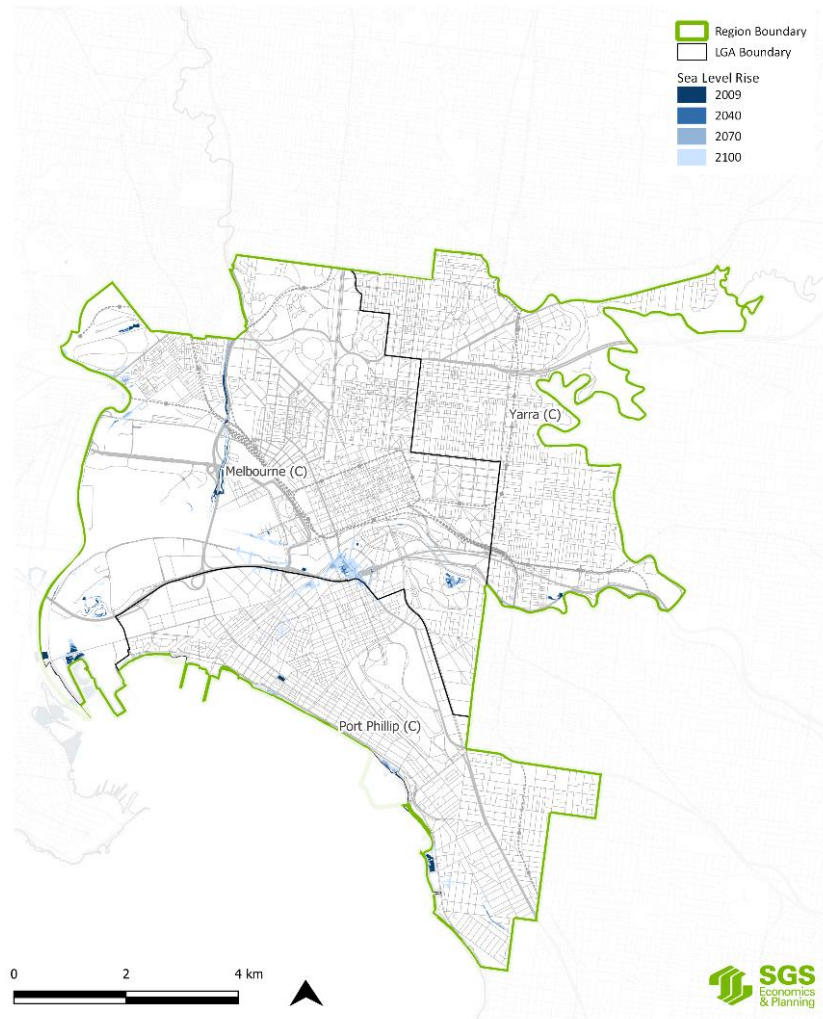 Region Boundary
LGA Boundary
Sea Level Rise
2009
2040
2070
2100
Yarra (C)
Melbourne (C)
Port Phillip (C)
0 2 4 km
SGS
Economics
& Planning